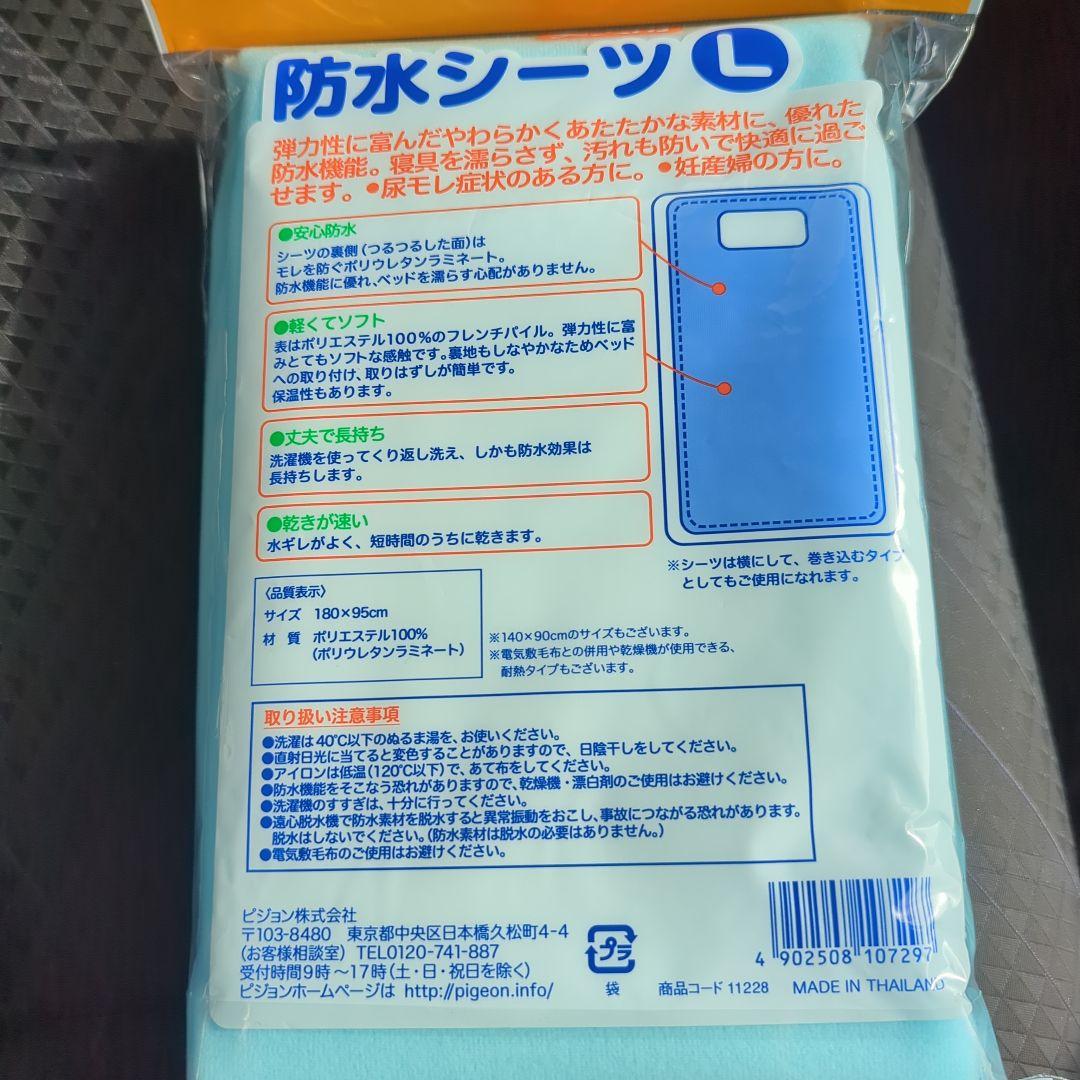 防水シーツ L
弾力性に富んだやわらかくあたたかな素材に、優れた
防水機能。寝具を濡らさず、汚れも防いで快適に過ご
せます。●尿モレ症状のある方に。●妊産婦の方に。
●安心防水
シーツの裏側(つるつるした面)は
モレを防ぐポリウレタンラミネート。
防水機能に優れ、ベッドを濡らす心配がありません。
●軽くてソフト
表はポリエステル100%のフレンチパイル。弾力性に富
みとてもソフトな感触です。裏地もしなやかなためベッド
への取り付け、取りはずしが簡単です。
保温性もあります。
●丈夫で長持ち
洗濯機を使ってくり返し洗え、しかも防水効果は
長持ちします。
●乾きが速い
水ギレがよく、短時間のうちに乾きます。
※シーツは横にして、巻き込むタイプ
としてもご使用になれます。
〈品質表示〉
サイズ 180×95cm
材 質 ポリエステル100%
(ポリウレタンラミネート)
※140×90cmのサイズもございます。
※電気敷毛布との併用や乾燥機が使用できる、
耐熱タイプもございます。
取り扱い注意事項
●洗濯は40℃以下のぬるま湯を、お使いください。
●直射日光に当てると変色することがありますので、日陰干しをしてください。
●アイロンは低温(120℃以下)で、あて布をしてください。
●防水機能をそこなう恐れがありますので、乾燥機・漂白剤のご使用はお避けください。
●洗濯機のすすぎは、十分に行ってください。
●遠心脱水機で防水素材を脱水すると異常振動をおこし、事故につながる恐れがあります。
脱水はしないでください。(防水素材は脱水の必要はありません。)
●電気敷毛布のご使用はお避けください。
ピジョン株式会社
〒103-8480 東京都中央区日本橋久松町4-4
(お客様相談室) TEL0120-741-887
受付時間9時~17時(土・日・祝日を除く)
ピジョンホームページは http://pigeon.info/
プラ
袋
4 902508 107297
商品コード 11228 MADE IN THAILAND